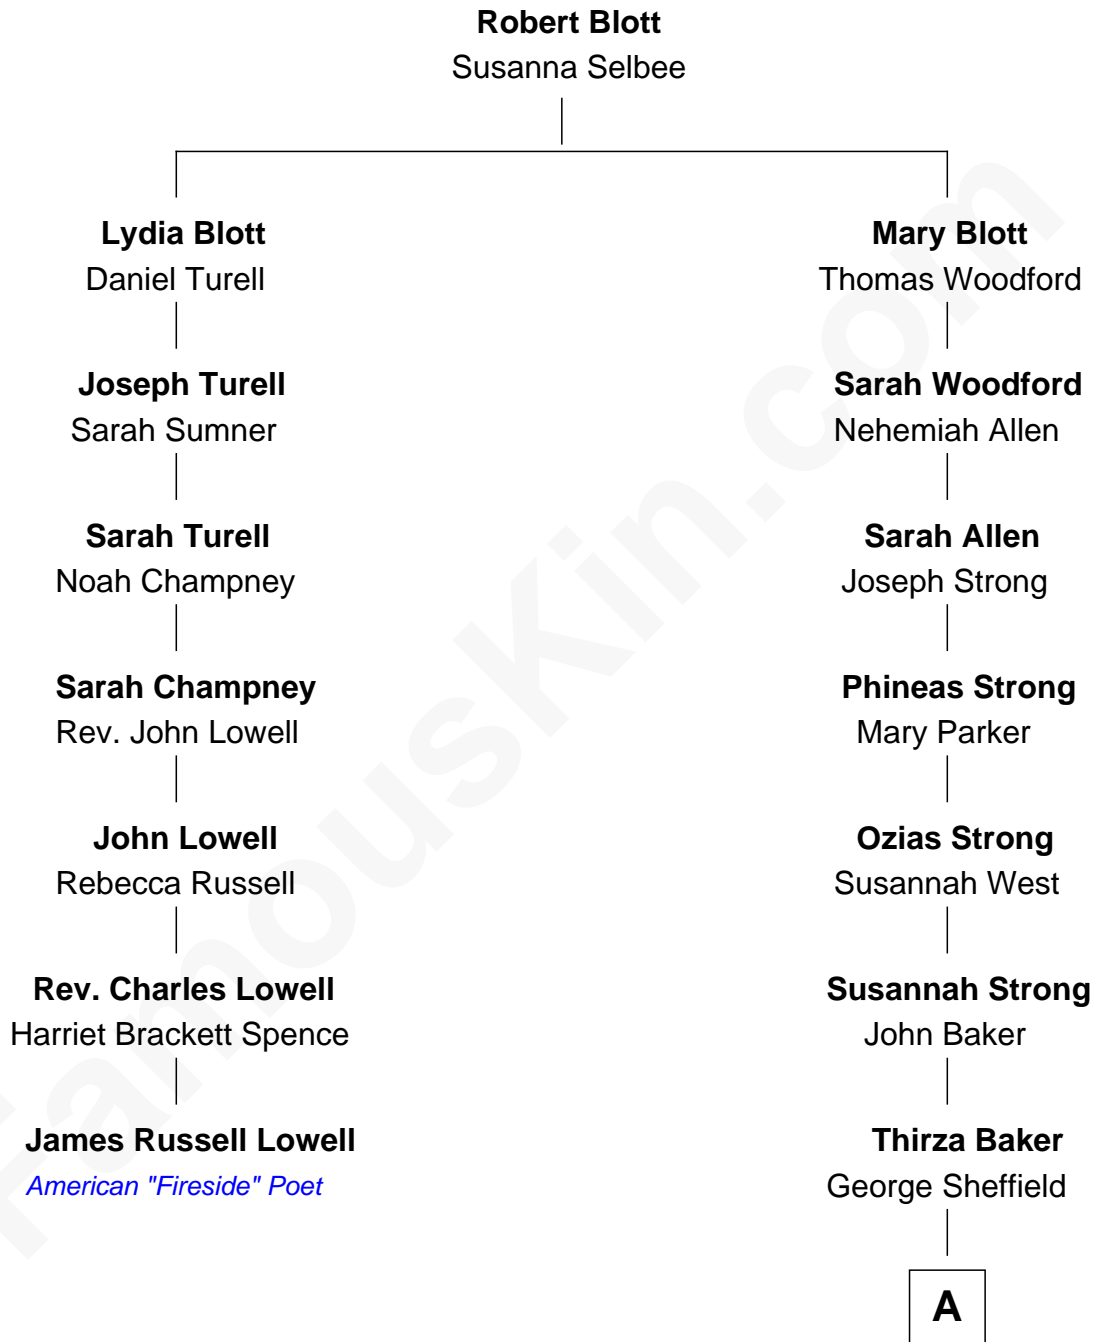 Robert Blott
Susanna Selbee
Lydia Blott
Daniel Turell
Mary Blott
Thomas Woodford
Joseph Turell
Sarah Sumner
Sarah Woodford
Nehemiah Allen
Sarah Turell
Noah Champney
Sarah Allen
Joseph Strong
Sarah Champney
Rev. John Lowell
Phineas Strong
Mary Parker
John Lowell
Rebecca Russell
Ozias Strong
Susannah West
Rev. Charles Lowell
Harriet Brackett Spence
Susannah Strong
John Baker
James Russell Lowell
American "Fireside" Poet
Thirza Baker
George Sheffield
A
FamousKin.com